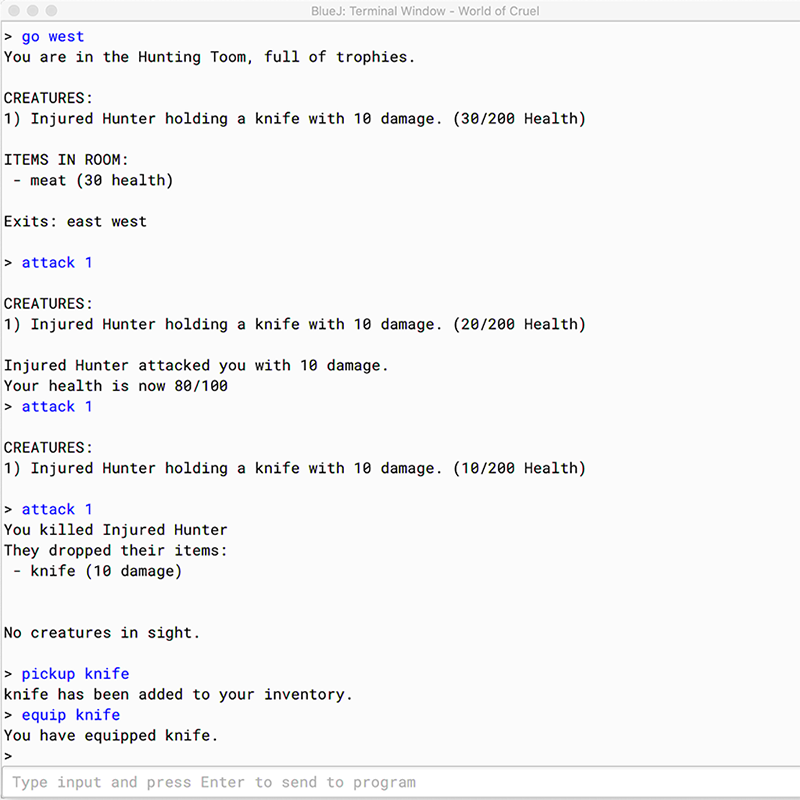 BlueJ: Terminal Window - World of Cruel
> go west
You are in the Hunting Toom, full of trophies.
CREATURES:
1) Injured Hunter holding a knife with 10 damage. (30/200 Health)
ITEMS IN ROOM:
- meat (30 health)
Exits: east west
> attack 1
CREATURES:
1) Injured Hunter holding a knife with 10 damage. (20/200 Health)
Injured Hunter attacked you with 10 damage.
Your health is now 80/100
> attack 1
CREATURES:
1) Injured Hunter holding a knife with 10 damage. (10/200 Health)
> attack 1
You killed Injured Hunter
They dropped their items:
- knife (10 damage)
No creatures in sight.
> pickup knife
knife has been added to your inventory.
> equip knife
You have equipped knife.
>
Type input and press Enter to send to program